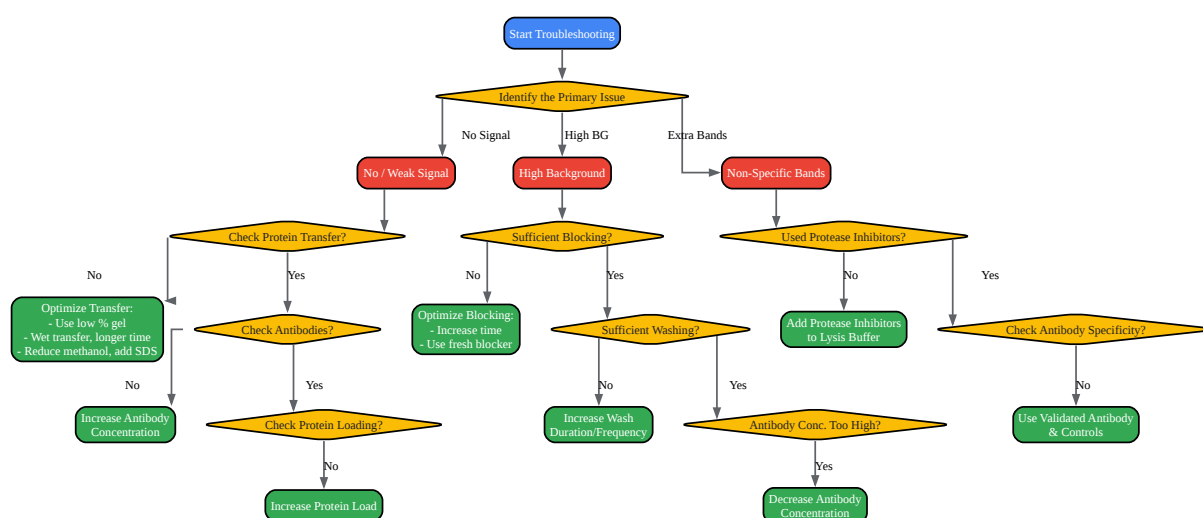 Start Troubleshooting
Identify the Primary Issue
No Signal
High BG
Extra Bands
No / Weak Signal
High Background
Non-Specific Bands
Check Protein Transfer?
Sufficient Blocking?
Used Protease Inhibitors?
No
Yes
No
Yes
No
Yes
Optimize Transfer:
- Use low % gel
- Wet transfer, longer time
- Reduce methanol, add SDS
Check Antibodies?
Optimize Blocking:
- Increase time
- Use fresh blocker
Sufficient Washing?
Add Protease Inhibitors
to Lysis Buffer
Check Antibody Specificity?
No
Yes
No
Yes
No
Increase Antibody
Concentration
Check Protein Loading?
Increase Wash
Duration/Frequency
Antibody Conc. Too High?
Use Validated Antibody
& Controls
No
Yes
Increase Protein Load
Decrease Antibody
Concentration